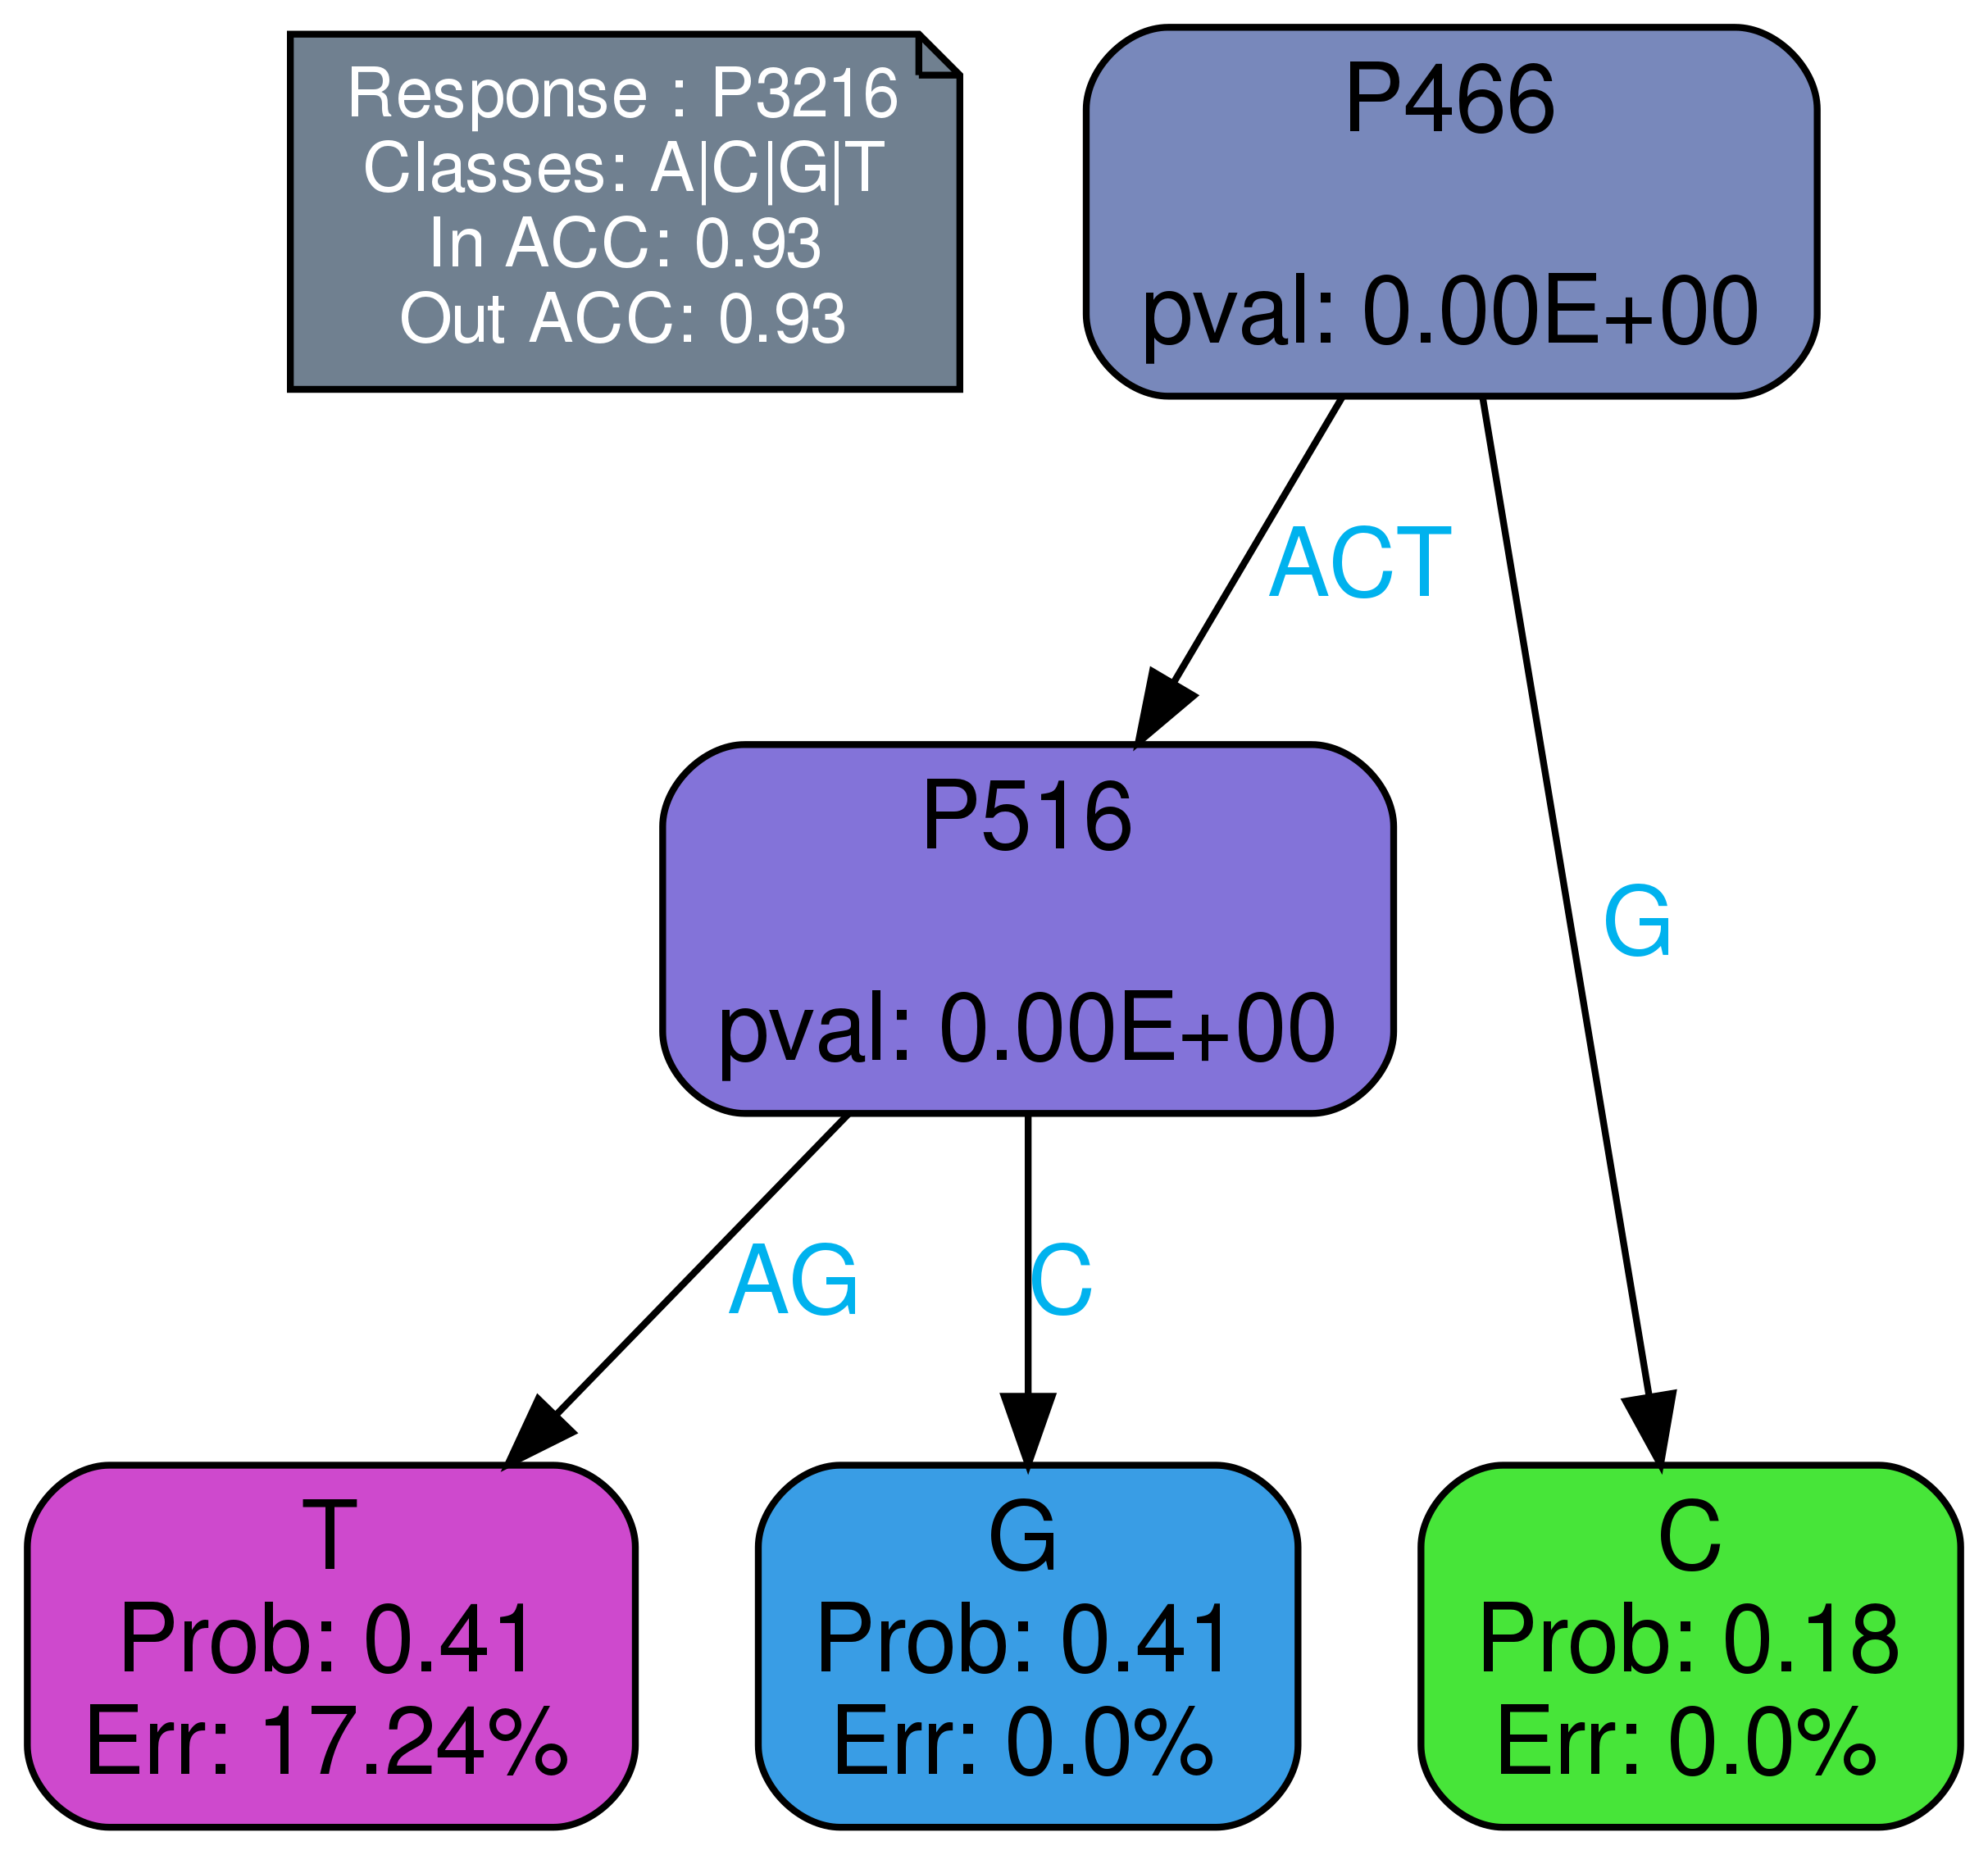 Response : P3216
Classes: A|C|G|T
In ACC: 0.93
Out ACC: 0.93
P466
pval: 0.00E+00
ACT
G
P516
pval: 0.00E+00
AG
C
T
Prob: 0.41
Err: 17.24%
G
Prob: 0.41
Err: 0.0%
C
Prob: 0.18
Err: 0.0%